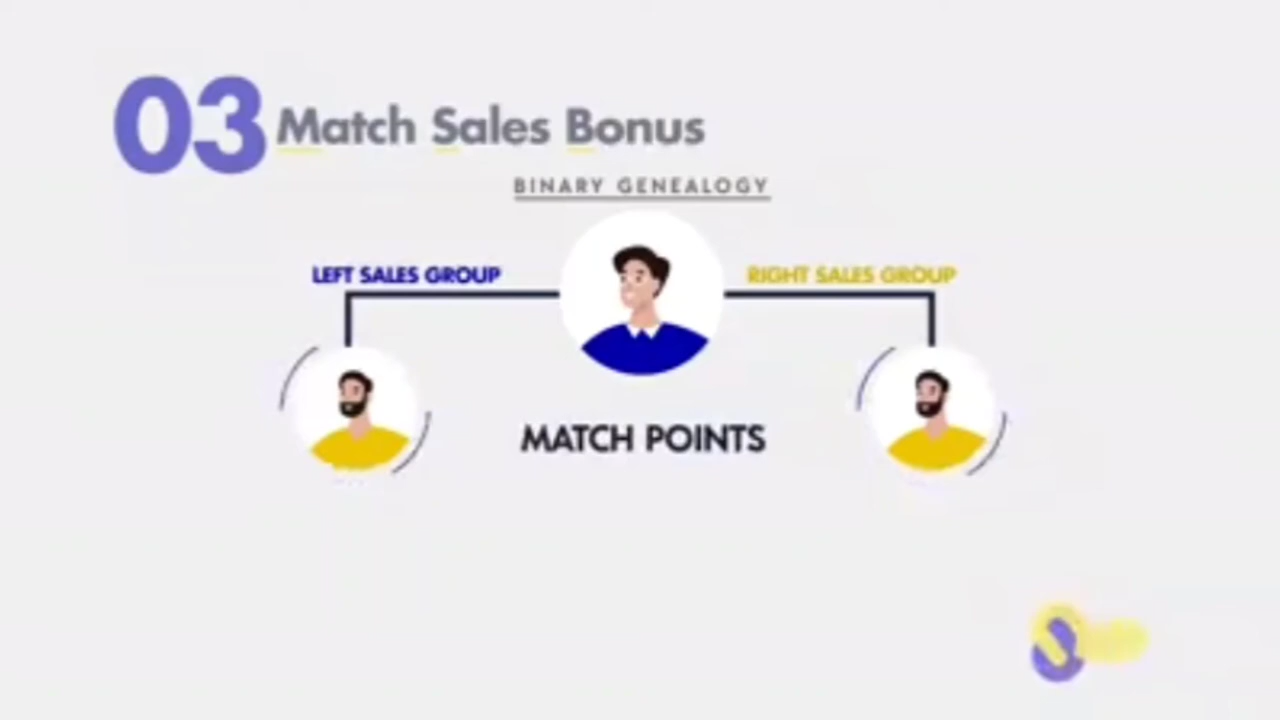 03 Match Sales Bonus
BINARY GENEALOGY
LEFT SALES GROUP
RIGHT SALES GROUP
MATCH POINTS